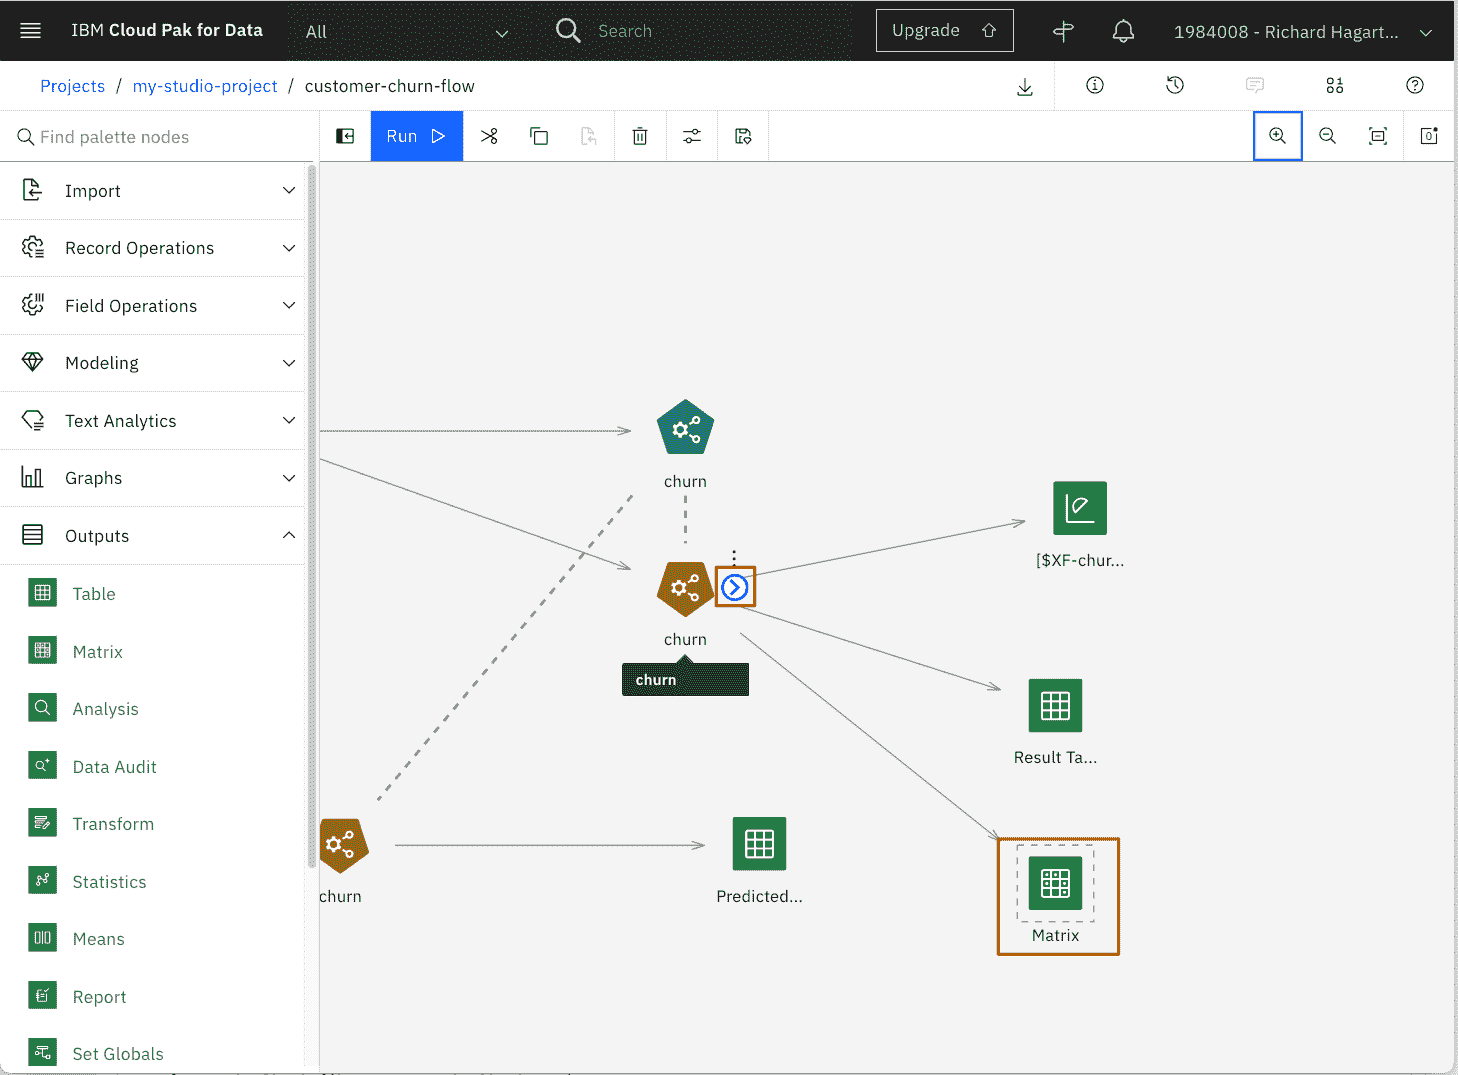 IBM Cloud Pak for Data
All
Search
Upgrade
1984008 - Richard Hagart...
Projects / my-studio-project / customer-churn-flow
Find palette nodes
Run
Import
Record Operations
Field Operations
Modeling
Text Analytics
Graphs
Outputs
Table
Matrix
Analysis
Data Audit
Transform
Statistics
Means
Report
Set Globals
churn
[$XF-chur...
churn
churn
Result Ta...
churn
Predicted...
Matrix